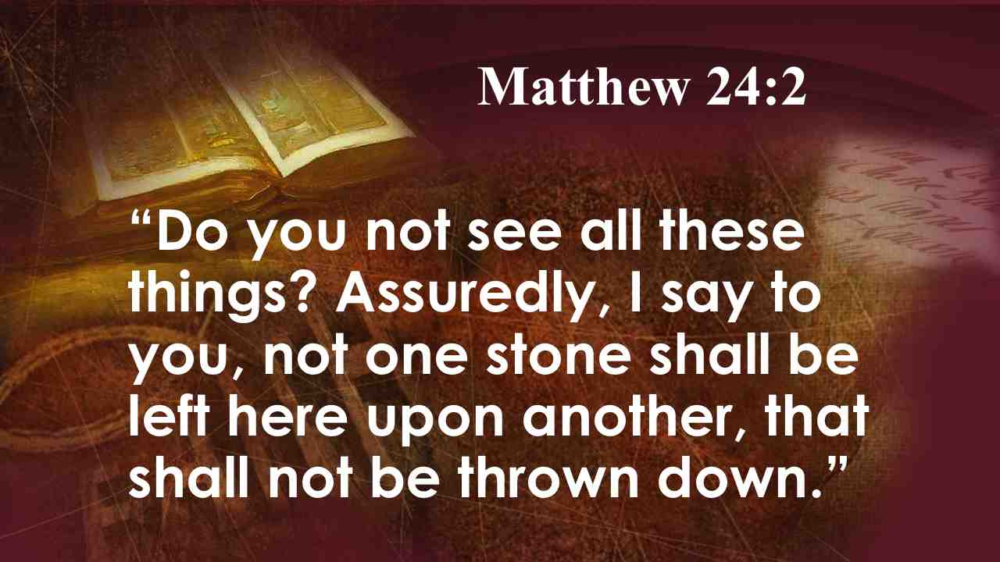 Matthew 24:2
“Do you not see all these
things? Assuredly, I say to
you, not one stone shall be
left here upon another, that
shall not be thrown down.”